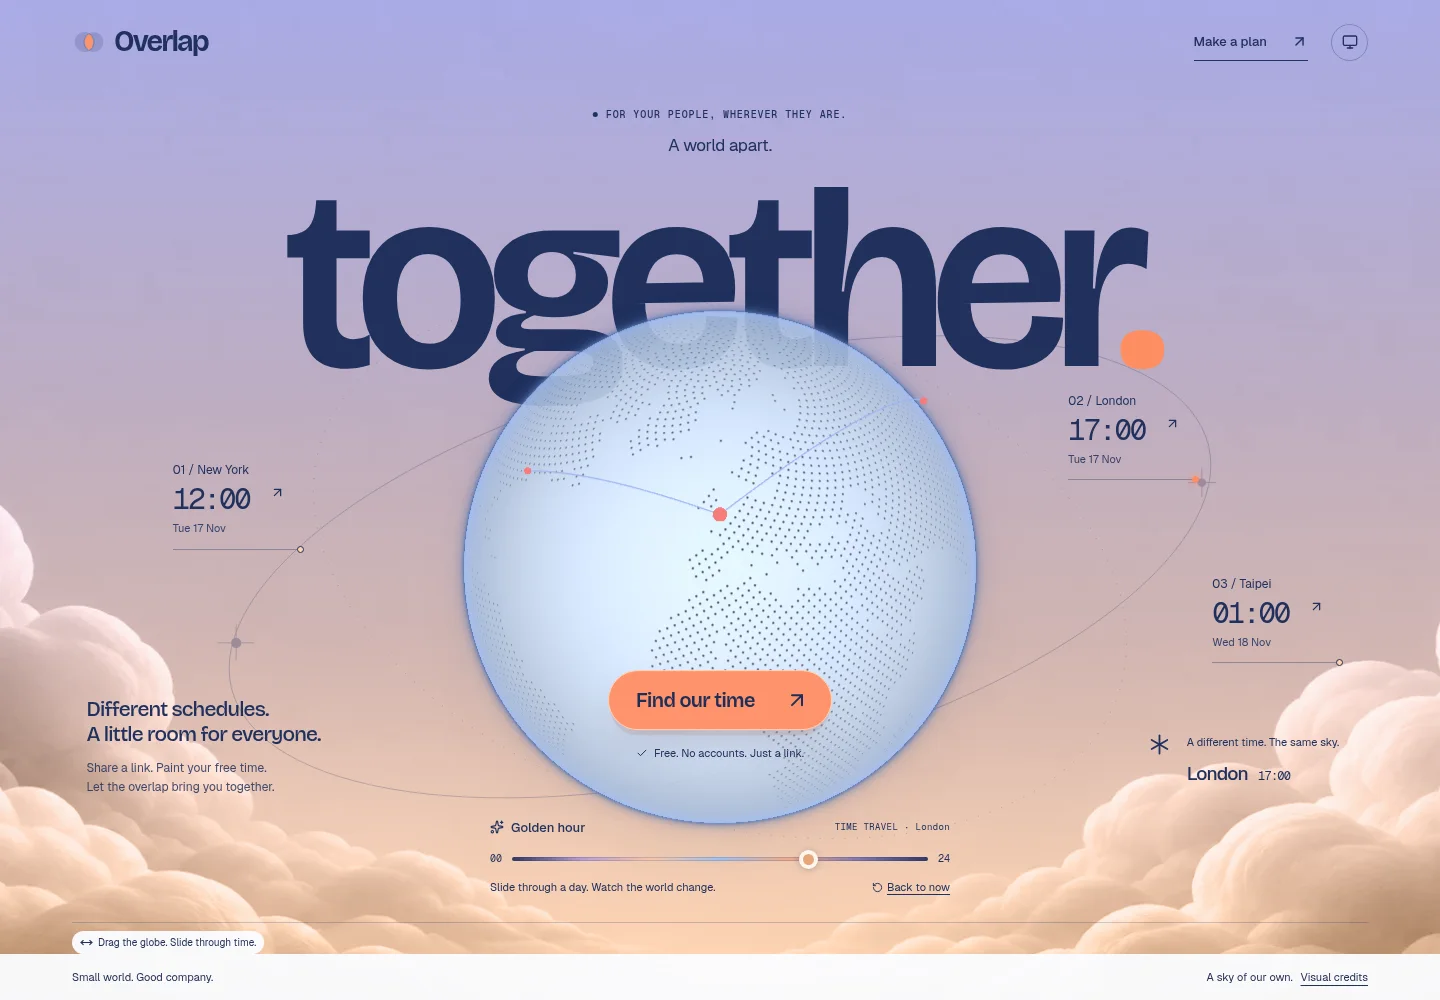 Overlap
Make a plan
FOR YOUR PEOPLE, WHEREVER THEY ARE.
A world apart.
together.
02 / London
17:00
Tue 17 Nov
01 / New York
12:00
Tue 17 Nov
03 / Taipei
01:00
Wed 18 Nov
Find our time
Free. No accounts. Just a link.
Different schedules.
A little room for everyone.
Share a link. Paint your free time.
Let the overlap bring you together.
A different time. The same sky.
London 17:00
Golden hour
TIME TRAVEL · London
00
24
Slide through a day. Watch the world change.
Back to now
Drag the globe. Slide through time.
Small world. Good company.
A sky of our own. Visual credits